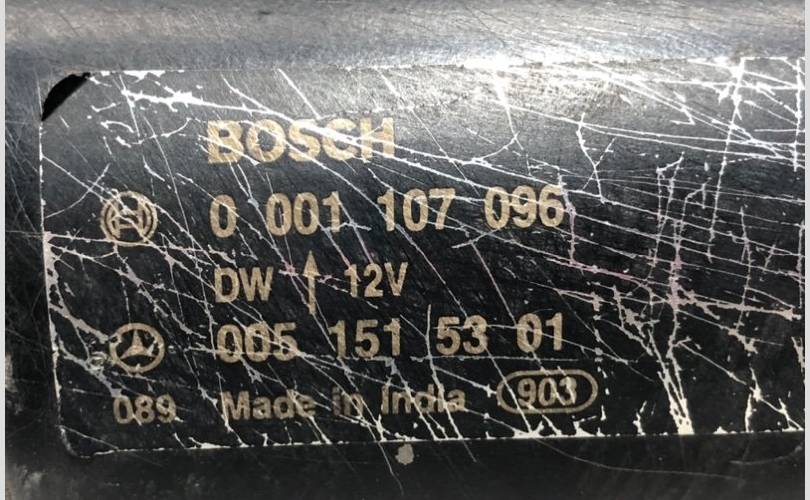 BOSCH
0 001 107 096
DW ↑ 12V
005 151 53 01
089 Made in India 903